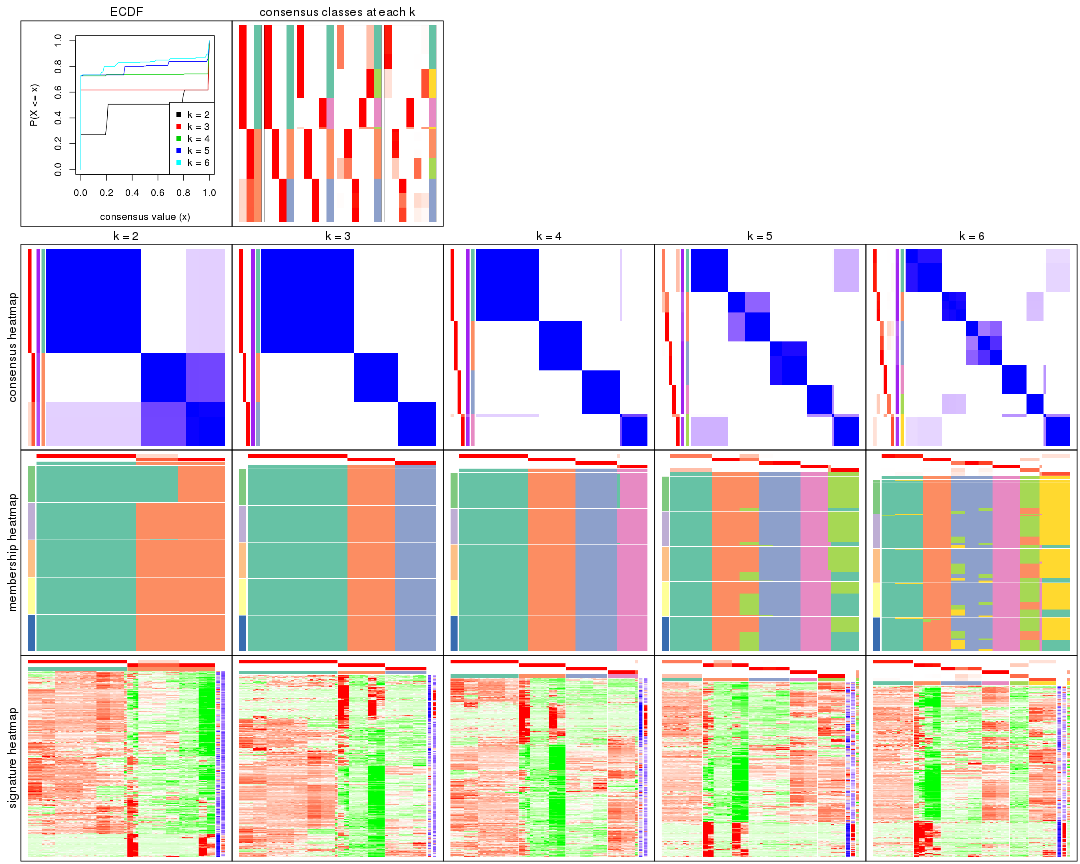 ECDF
consensus classes at each k
P(X <= x)
0.0
0.2
0.4
0.6
0.8
1.0
k = 2
k = 3
k = 4
k = 5
k = 6
0.0 0.2 0.4 0.6 0.8 1.0
consensus value (x)
k = 2
k = 3
k = 4
k = 5
k = 6
consensus heatmap
membership heatmap
signature heatmap